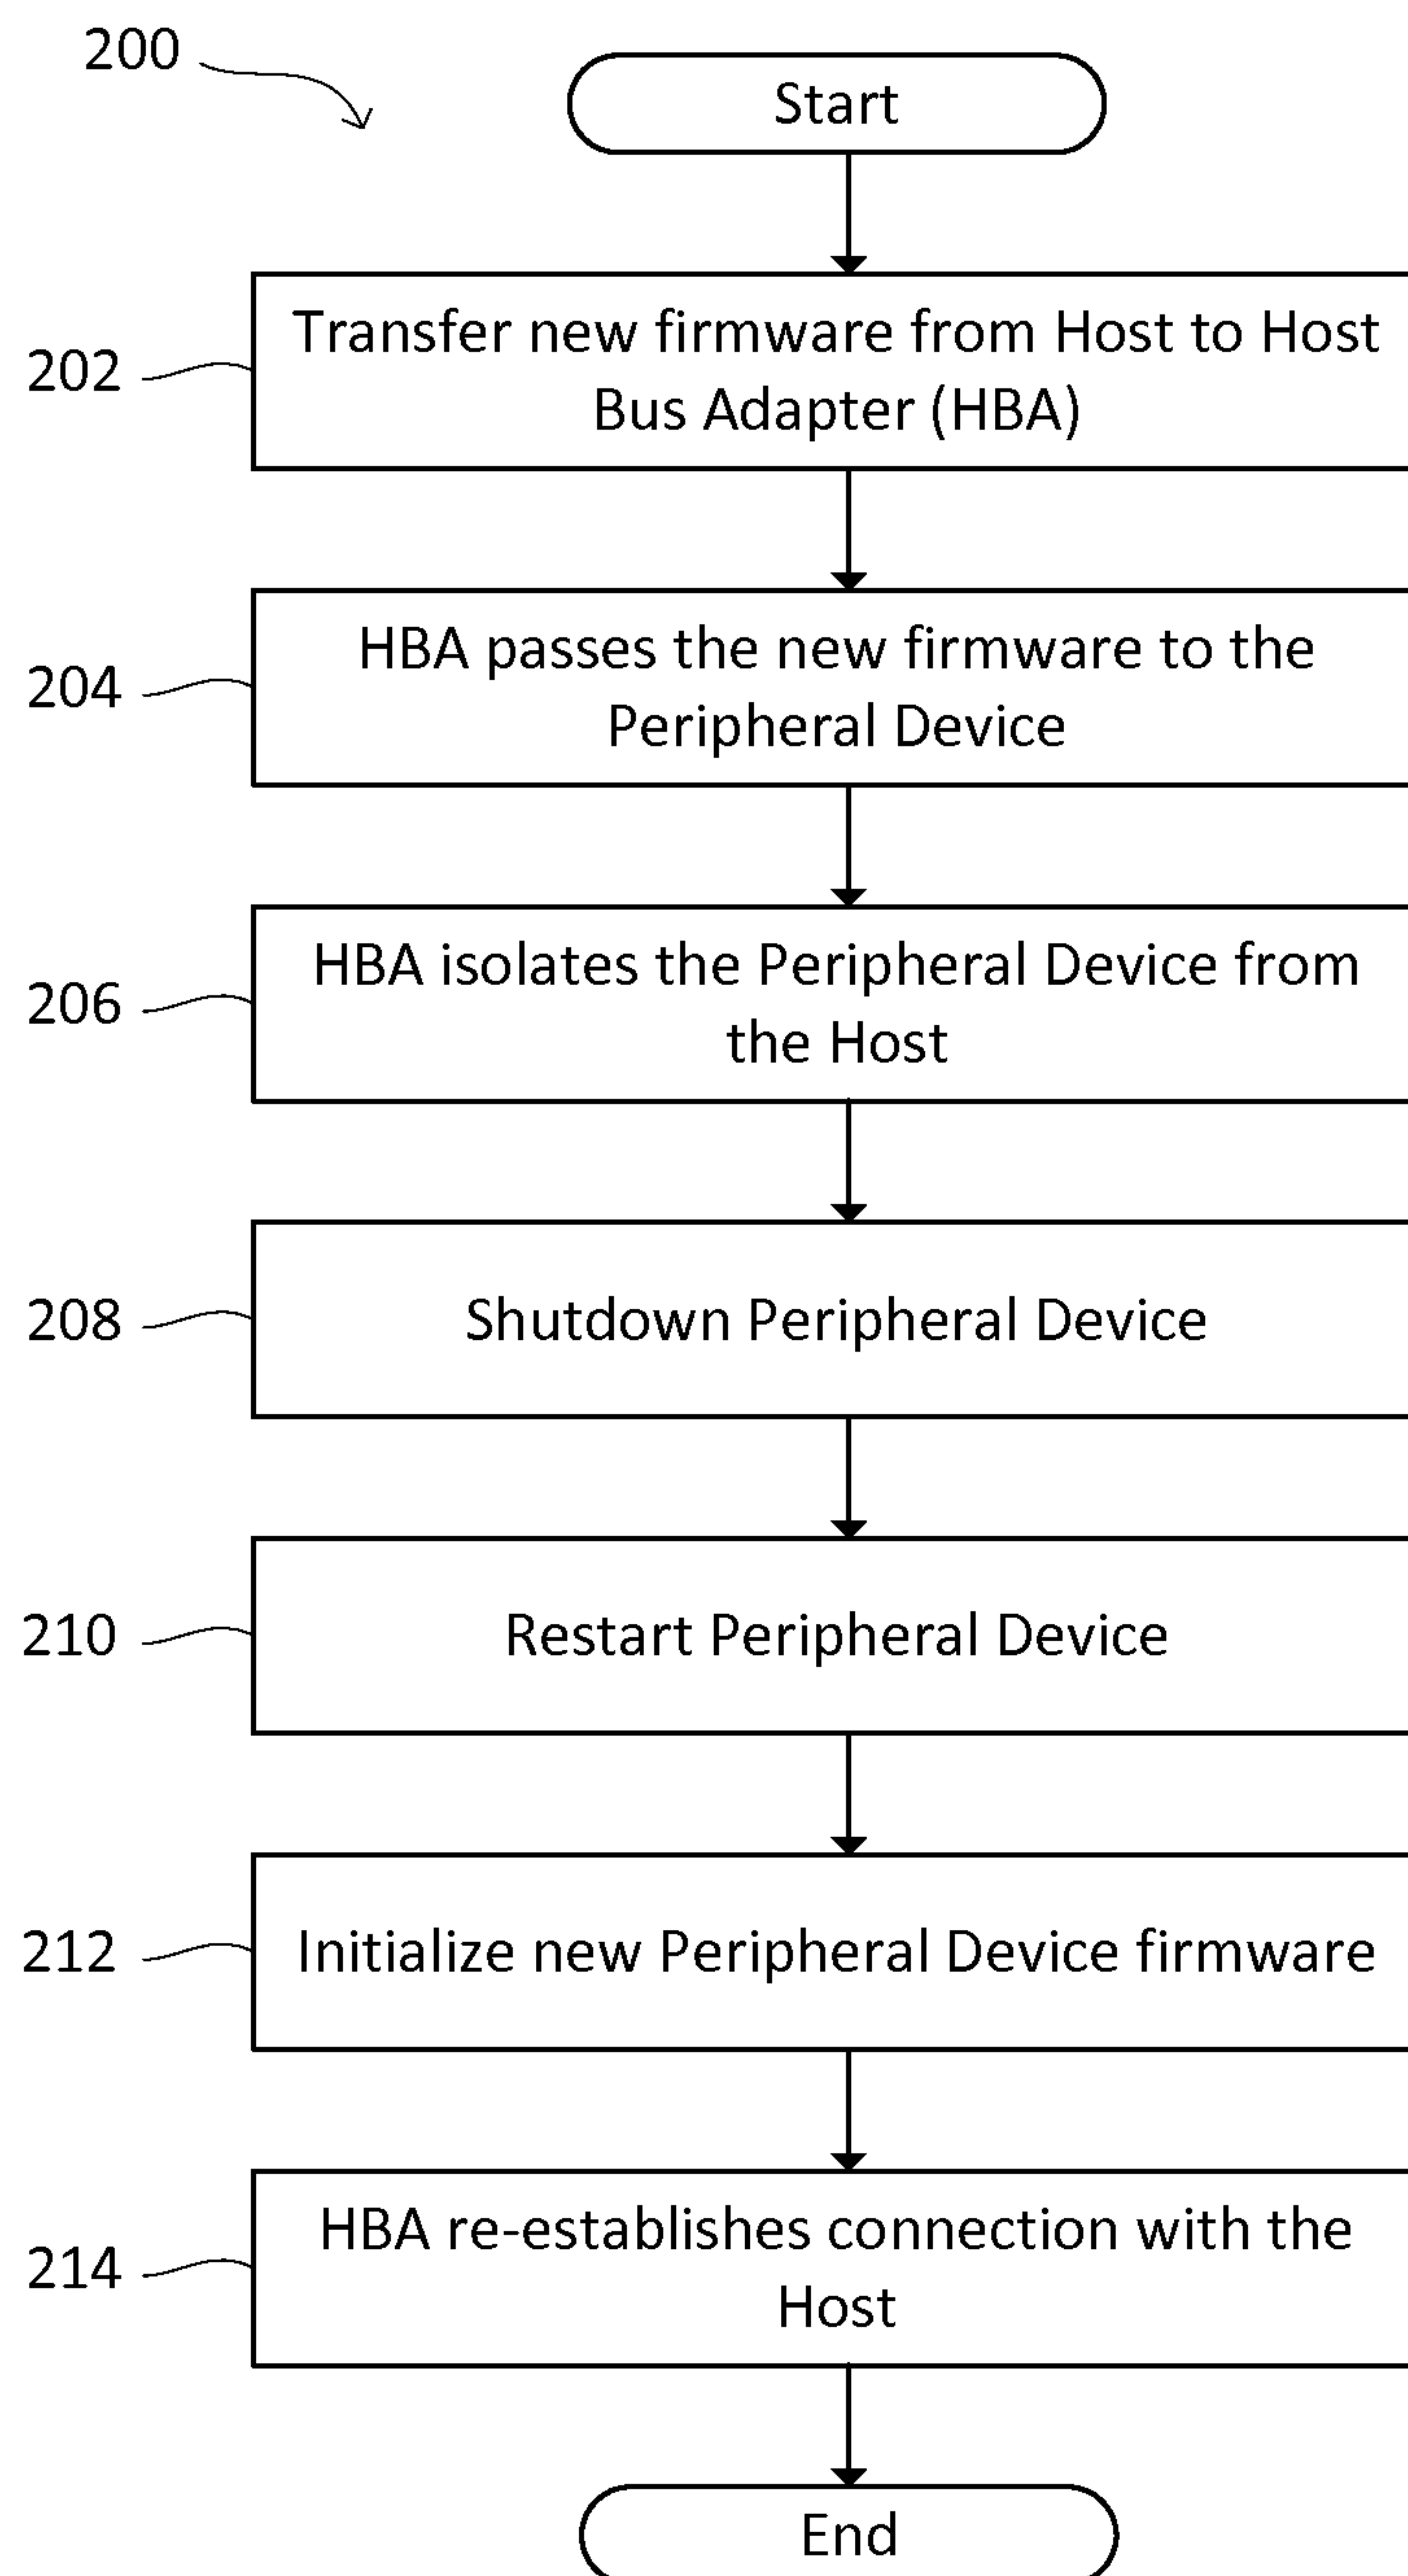 200
Start
202
Transfer new firmware from Host to Host
Bus Adapter (HBA)
204
HBA passes the new firmware to the
Peripheral Device
206
HBA isolates the Peripheral Device from
the Host
208
Shutdown Peripheral Device
210
Restart Peripheral Device
212
Initialize new Peripheral Device firmware
214
HBA re-establishes connection with the
Host
End